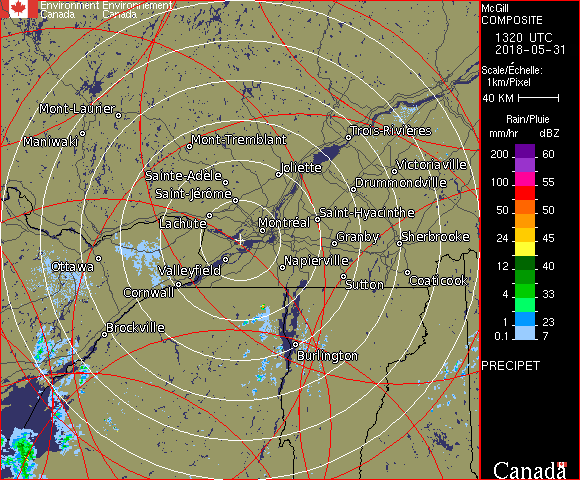 Environment Environnement
Canada Canada
McGill
COMPOSITE
1320 UTC
2018-05-31
Scale/Échelle:
1km/Pixel
40 KM
Rain/Pluie
mm/hr dBZ
200 60
100 55
50 50
24 45
12 40
4 33
1 23
0.1 7
PRECIPET
Canada
Mont-Laurier
Maniwaki
Mont-Tremblant
Trois-Rivières
Sainte-Adèle
Joliette
Victoriaville
Saint-Jérôme
Drummondville
Lachute
Montréal
Saint-Hyacinthe
Granby
Sherbrooke
Ottawa
Valleyfield
Napierville
Cornwall
Sutton
Coaticook
Brockville
Burlington